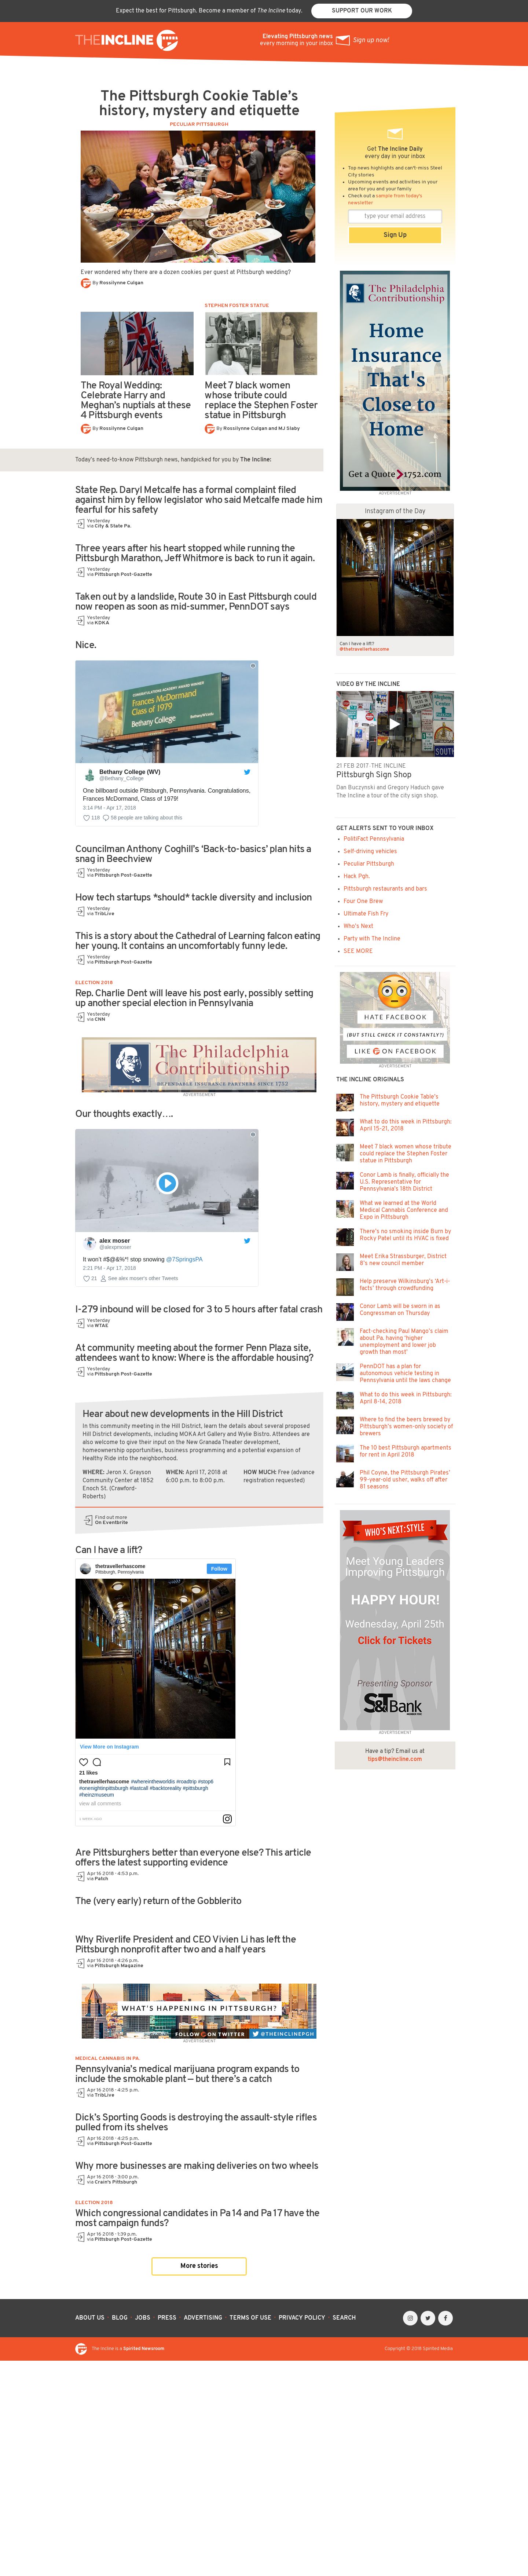 Expect the best for Pittsburgh. Become a member of The Incline today.
SUPPORT OUR WORK
THEINCLINE
Elevating Pittsburgh news
every morning in your inbox
Sign up now!
The Pittsburgh Cookie Table’s
history, mystery and etiquette
PECULIAR PITTSBURGH
Ever wondered why there are a dozen cookies per guest at Pittsburgh wedding?
By Rossilynne Culgan
The Royal Wedding:
Celebrate Harry and
Meghan's nuptials at these
4 Pittsburgh events
By Rossilynne Culgan
STEPHEN FOSTER STATUE
Meet 7 black women
whose tribute could
replace the Stephen Foster
statue in Pittsburgh
By Rossilynne Culgan and MJ Slaby
Today's need-to-know Pittsburgh news, handpicked for you by The Incline:
State Rep. Daryl Metcalfe has a formal complaint filed
against him by fellow legislator who said Metcalfe made him
fearful for his safety
Yesterday
via City & State Pa.
Three years after his heart stopped while running the
Pittsburgh Marathon, Jeff Whitmore is back to run it again.
Yesterday
via Pittsburgh Post-Gazette
Taken out by a landslide, Route 30 in East Pittsburgh could
now reopen as soon as mid-summer, PennDOT says
Yesterday
via KDKA
Nice.
CONGRATULATIONS ACADEMY AWARD WINNER
Frances McDormand
Class of 1979
Bethany College
Bethany College (WV)
@Bethany_College
One billboard outside Pittsburgh, Pennsylvania. Congratulations,
Frances McDormand, Class of 1979!
3:14 PM - Apr 17, 2018
118
59 people are talking about this
Councilman Anthony Coghill’s ‘Back-to-basics’ plan hits a
snag in Beechview
Yesterday
via Pittsburgh Post-Gazette
How tech startups *should* tackle diversity and inclusion
Yesterday
via TribLive
This is a story about the Cathedral of Learning falcon eating
her young. It contains an uncomfortably funny lede.
Yesterday
via Pittsburgh Post-Gazette
ELECTION 2018
Rep. Charlie Dent will leave his post early, possibly setting
up another special election in Pennsylvania
Yesterday
via CNN
The Philadelphia
Contributionship
DEPENDABLE INSURANCE PARTNERS SINCE 1752
ADVERTISEMENT
Our thoughts exactly….
alex moser
@alexpmoser
It won't #$@&%*! stop snowing @7SpringsPA
2:21 PM - Apr 17, 2018
21
See alex moser's other Tweets
I-279 inbound will be closed for 3 to 5 hours after fatal crash
Yesterday
via WTAE
At community meeting about the former Penn Plaza site,
attendees want to know: Where is the affordable housing?
Yesterday
via Pittsburgh Post-Gazette
Hear about new developments in the Hill District
In this community meeting in the Hill District, learn the details about several proposed
Hill District developments, including MOKA Art Gallery and Wylie Bistro. Attendees are
also welcome to give their input on the New Granada Theater development,
homeownership opportunities, business programming and a potential expansion of
Healthy Ride into the neighborhood.
WHERE: Jeron X. Grayson
Community Center at 1852
Enoch St. (Crawford-
Roberts)
WHEN: April 17, 2018 at
6:00 p.m. to 8:00 p.m.
HOW MUCH: Free (advance
registration requested)
Find out more
On Eventbrite
Can I have a lift?
thetravellerhascome
Pittsburgh, Pennsylvania
Follow
View More on Instagram
21 likes
thetravellerhascome #whereintheworldis #roadtrip #stop6
#onenightinpittsburgh #lastcall #backtoreality #pittsburgh
#heinzmuseum
view all comments
Are Pittsburghers better than everyone else? This article
offers the latest supporting evidence
Apr 16 2018 · 4:53 p.m.
via Patch
The (very early) return of the Gobblerito
Why Riverlife President and CEO Vivien Li has left the
Pittsburgh nonprofit after two and a half years
Apr 16 2018 · 4:26 p.m.
via Pittsburgh Magazine
WHAT'S HAPPENING IN PITTSBURGH?
FOLLOW ON TWITTER @THEINCLINEPGH
ADVERTISEMENT
MEDICAL CANNABIS IN PA.
Pennsylvania's medical marijuana program expands to
include the smokable plant — but there's a catch
Apr 16 2018 · 4:25 p.m.
via TribLive
Dick's Sporting Goods is destroying the assault-style rifles
pulled from its shelves
Apr 16 2018 · 4:25 p.m.
via Pittsburgh Post-Gazette
Why more businesses are making deliveries on two wheels
Apr 16 2018 · 3:00 p.m.
via Crain's Pittsburgh
ELECTION 2018
Which congressional candidates in Pa 14 and Pa 17 have the
most campaign funds?
Apr 16 2018 · 1:39 p.m.
via Pittsburgh Post-Gazette
More stories
Get The Incline Daily
every day in your inbox
Top news highlights and can't-miss Steel
City stories
Upcoming events and activities in your
area for you and your family
Check out a sample from today's
newsletter
type your email address
Sign Up
The Philadelphia
Contributionship
Home
Insurance
That's
Close to
Home
Get a Quote 1752.com
ADVERTISEMENT
Instagram of the Day
Can I have a lift?
@thetravellerhascome
VIDEO BY THE INCLINE
SOUTH
21 FEB 2017 ·THE INCLINE
Pittsburgh Sign Shop
Dan Buczynski and Gregory Haduch gave
The Incline a tour of the city sign shop.
GET ALERTS SENT TO YOUR INBOX
PolitiFact Pennsylvania
Self-driving vehicles
Peculiar Pittsburgh
Hack Pgh.
Pittsburgh restaurants and bars
Four One Brew
Ultimate Fish Fry
Who's Next
Party with The Incline
SEE MORE
HATE FACEBOOK
(BUT STILL CHECK IT CONSTANTLY?)
LIKE ON FACEBOOK
ADVERTISEMENT
THE INCLINE ORIGINALS
The Pittsburgh Cookie Table's
history, mystery and etiquette
What to do this week in Pittsburgh:
April 15-21, 2018
Meet 7 black women whose tribute
could replace the Stephen Foster
statue in Pittsburgh
Conor Lamb is finally, officially the
U.S. Representative for
Pennsylvania's 18th District
What we learned at the World
Medical Cannabis Conference and
Expo in Pittsburgh
There's no smoking inside Burn by
Rocky Patel until its HVAC is fixed
Meet Erika Strassburger, District
8's new council member
Help preserve Wilkinsburg's 'Art-i-
facts' through crowdfunding
Conor Lamb will be sworn in as
Congressman on Thursday
Fact-checking Paul Mango's claim
about Pa. having 'higher
unemployment and lower job
growth than most'
PennDOT has a plan for
autonomous vehicle testing in
Pennsylvania until the laws change
What to do this week in Pittsburgh:
April 8-14, 2018
Where to find the beers brewed by
Pittsburgh's women-only society of
brewers
The 10 best Pittsburgh apartments
for rent in April 2018
Phil Coyne, the Pittsburgh Pirates'
99-year-old usher, walks off after
81 seasons
WHO'S NEXT: STYLE
Meet Young Leaders
Improving Pittsburgh
HAPPY HOUR!
Wednesday, April 25th
Click for Tickets
Presenting Sponsor
S&T Bank
ADVERTISEMENT
Have a tip? Email us at
tips@theincline.com
ABOUT US · BLOG · JOBS · PRESS · ADVERTISING · TERMS OF USE · PRIVACY POLICY · SEARCH
The Incline is a Spirited Newsroom
Copyright © 2018 Spirited Media